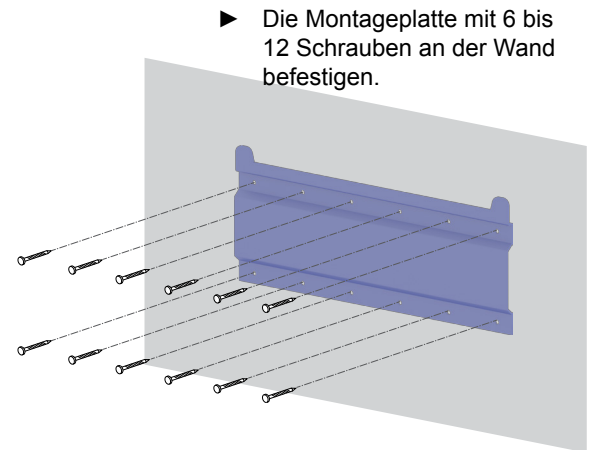 ► Die Montageplatte mit 6 bis
12 Schrauben an der Wand
befestigen.